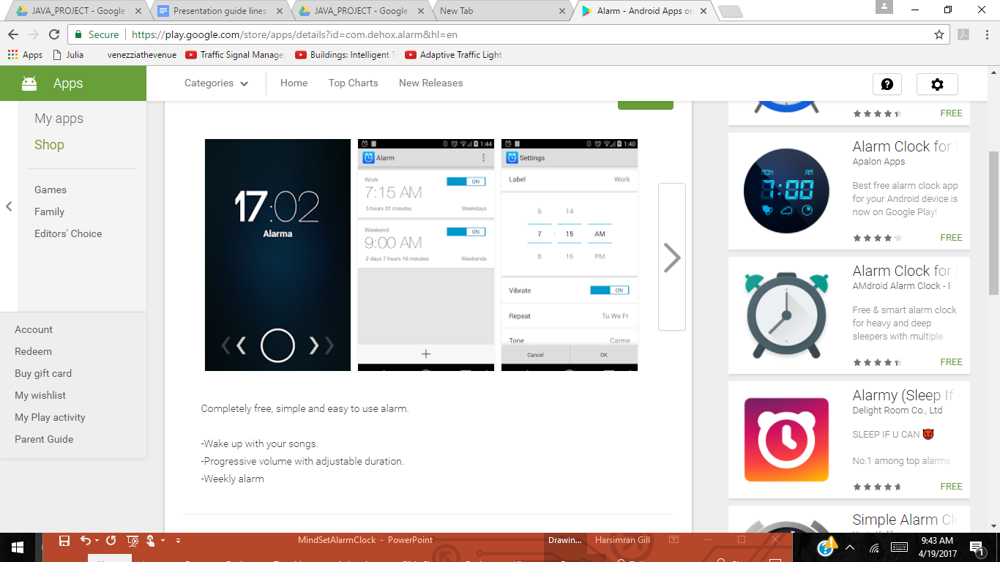 JAVA_PROJECT - Google
Presentation guide lines
JAVA_PROJECT - Google
New Tab
Alarm - Android Apps on
Secure
https://play.google.com/store/apps/details?id=com.dehox.alarm&hl=en
Apps
Julia
venezziathevenue
Traffic Signal Manage
Buildings: Intelligent T
Adaptive Traffic Light
Apps
Categories
Home
Top Charts
New Releases
My apps
Shop
Games
Family
Editors' Choice
Account
Redeem
Buy gift card
My wishlist
My Play activity
Parent Guide
17:02
Alarma
1:44
Alarm
Work
ON
7:15 AM
5 hours 31 minutes
Weekdays
Weekend
ON
9:00 AM
2 days 7 hours 16 minutes
Weekends
+
1:40
Settings
Label
Work
6 14
7 : 15 AM
8 16 PM
Vibrate
ON
Repeat
Tu We Fr
Tone
Carme
Cancel
OK
Completely free, simple and easy to use alarm.
-Wake up with your songs.
-Progressive volume with adjustable duration.
-Weekly alarm
FREE
MON AM
7:00
Alarm Clock for
Apalon Apps
Best free alarm clock app
for your Android device is
now on Google Play!
FREE
Alarm Clock for
AMdroid Alarm Clock - I
Free & smart alarm clock
for heavy and deep
sleepers with multiple
FREE
Alarmy (Sleep If
Delight Room Co., Ltd
SLEEP IF U CAN
No.1 among top alarms
FREE
Simple Alarm Clo
MindSetAlarmClock - PowerPoint
Drawin...
Harsimran Gill
9:43 AM
4/19/2017
1